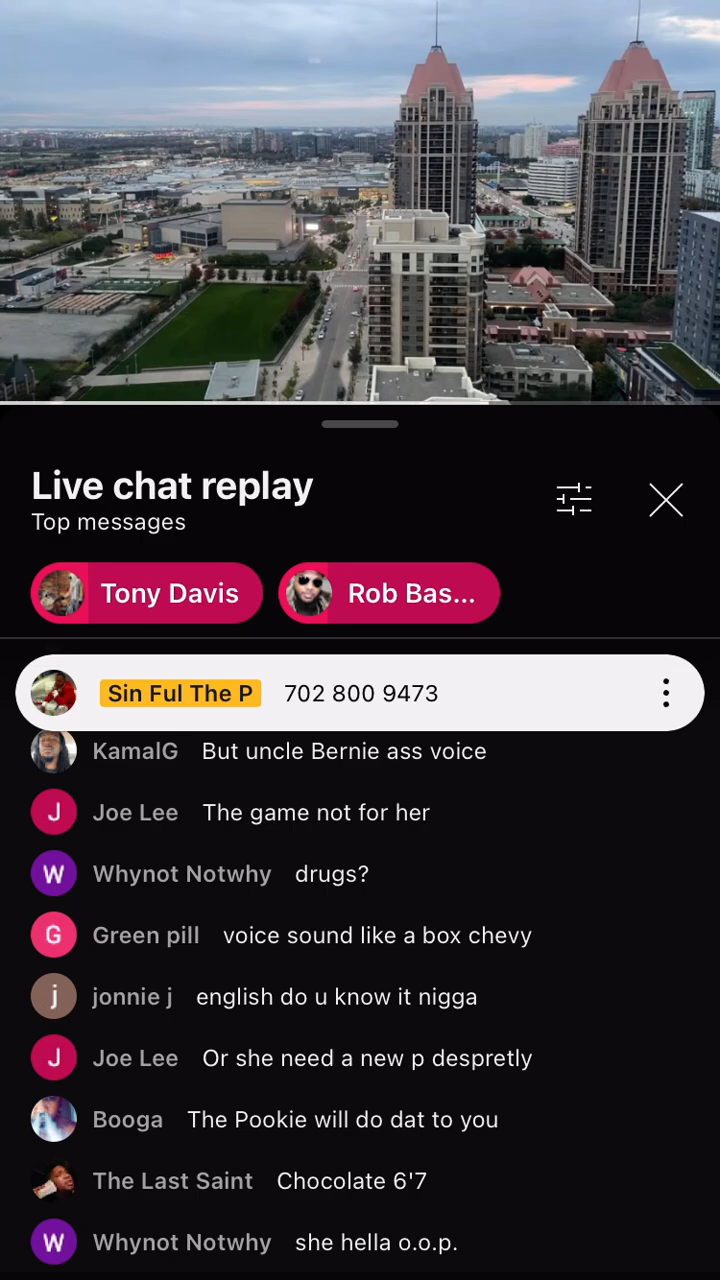 Live chat replay
Top messages
Tony Davis
Rob Bas...
Sin Ful The P 702 800 9473
KamalG But uncle Bernie ass voice
J Joe Lee The game not for her
W Whynot Notwhy drugs?
G Green pill voice sound like a box chevy
j jonnie j english do u know it nigga
J Joe Lee Or she need a new p despretly
Booga The Pookie will do dat to you
The Last Saint Chocolate 6'7
W Whynot Notwhy she hella o.o.p.